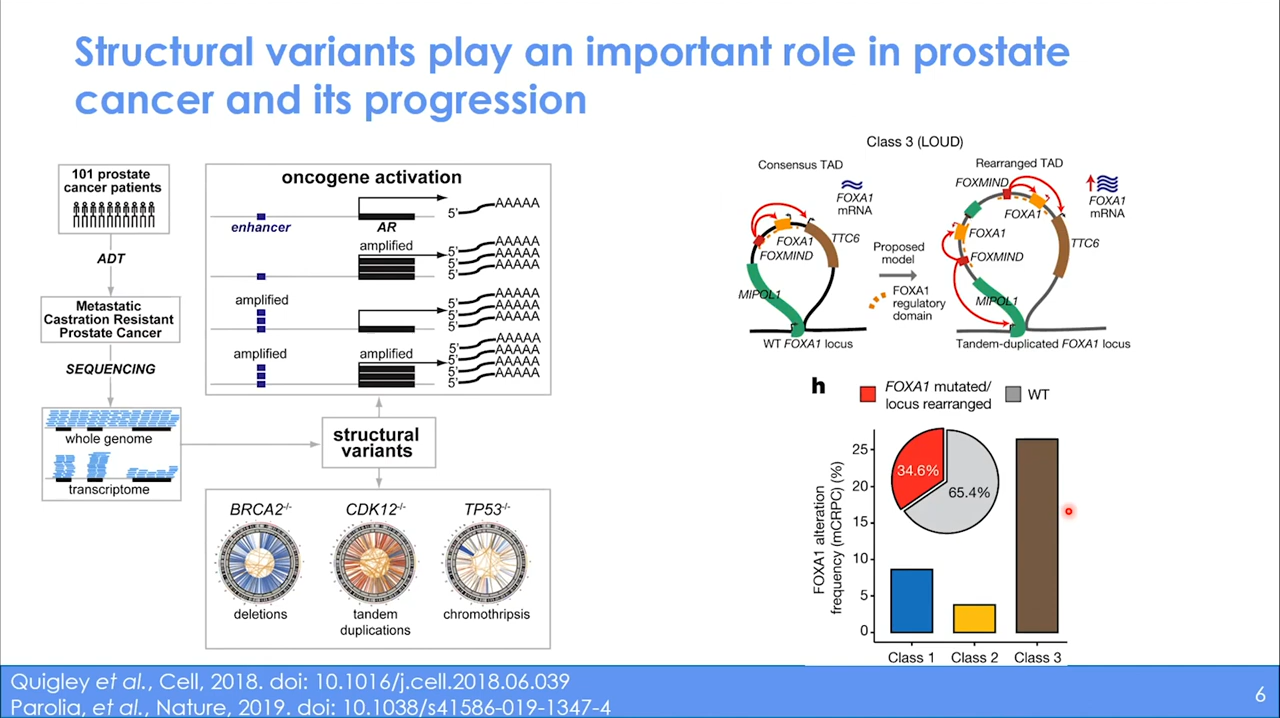 Structural variants play an important role in prostate
cancer and its progression
101 prostate
cancer patients
ADT
Metastatic
Castration Resistant
Prostate Cancer
SEQUENCING
whole genome
transcriptome
oncogene activation
enhancer
AR
5'
AAAAA
amplified
5'
5'
5'
AAAAA
AAAAA
AAAAA
amplified
5'
5'
5'
AAAAA
AAAAA
AAAAA
amplified
amplified
5'
5'
5'
5'
AAAAA
AAAAA
AAAAA
AAAAA
structural
variants
BRCA2-/-
CDK12-/-
TP53-/-
deletions
tandem
duplications
chromothripsis
Class 3 (LOUD)
Consensus TAD
FOXA1
mRNA
FOXA1
FOXMIND
TTC6
MIPOL1
WT FOXA1 locus
Proposed
model
FOXA1
regulatory
domain
Rearranged TAD
FOXMIND
FOXA1
mRNA
FOXA1
FOXA1
TTC6
FOXMIND
MIPOL1
Tandem-duplicated FOXA1 locus
h
FOXA1 mutated/
locus rearranged
WT
FOXA1 alteration
frequency (mCRPC) (%)
25
20
15
10
5
0
34.6%
65.4%
Class 1
Class 2
Class 3
Quigley et al., Cell, 2018. doi: 10.1016/j.cell.2018.06.039
Parolia, et al., Nature, 2019. doi: 10.1038/s41586-019-1347-4
6